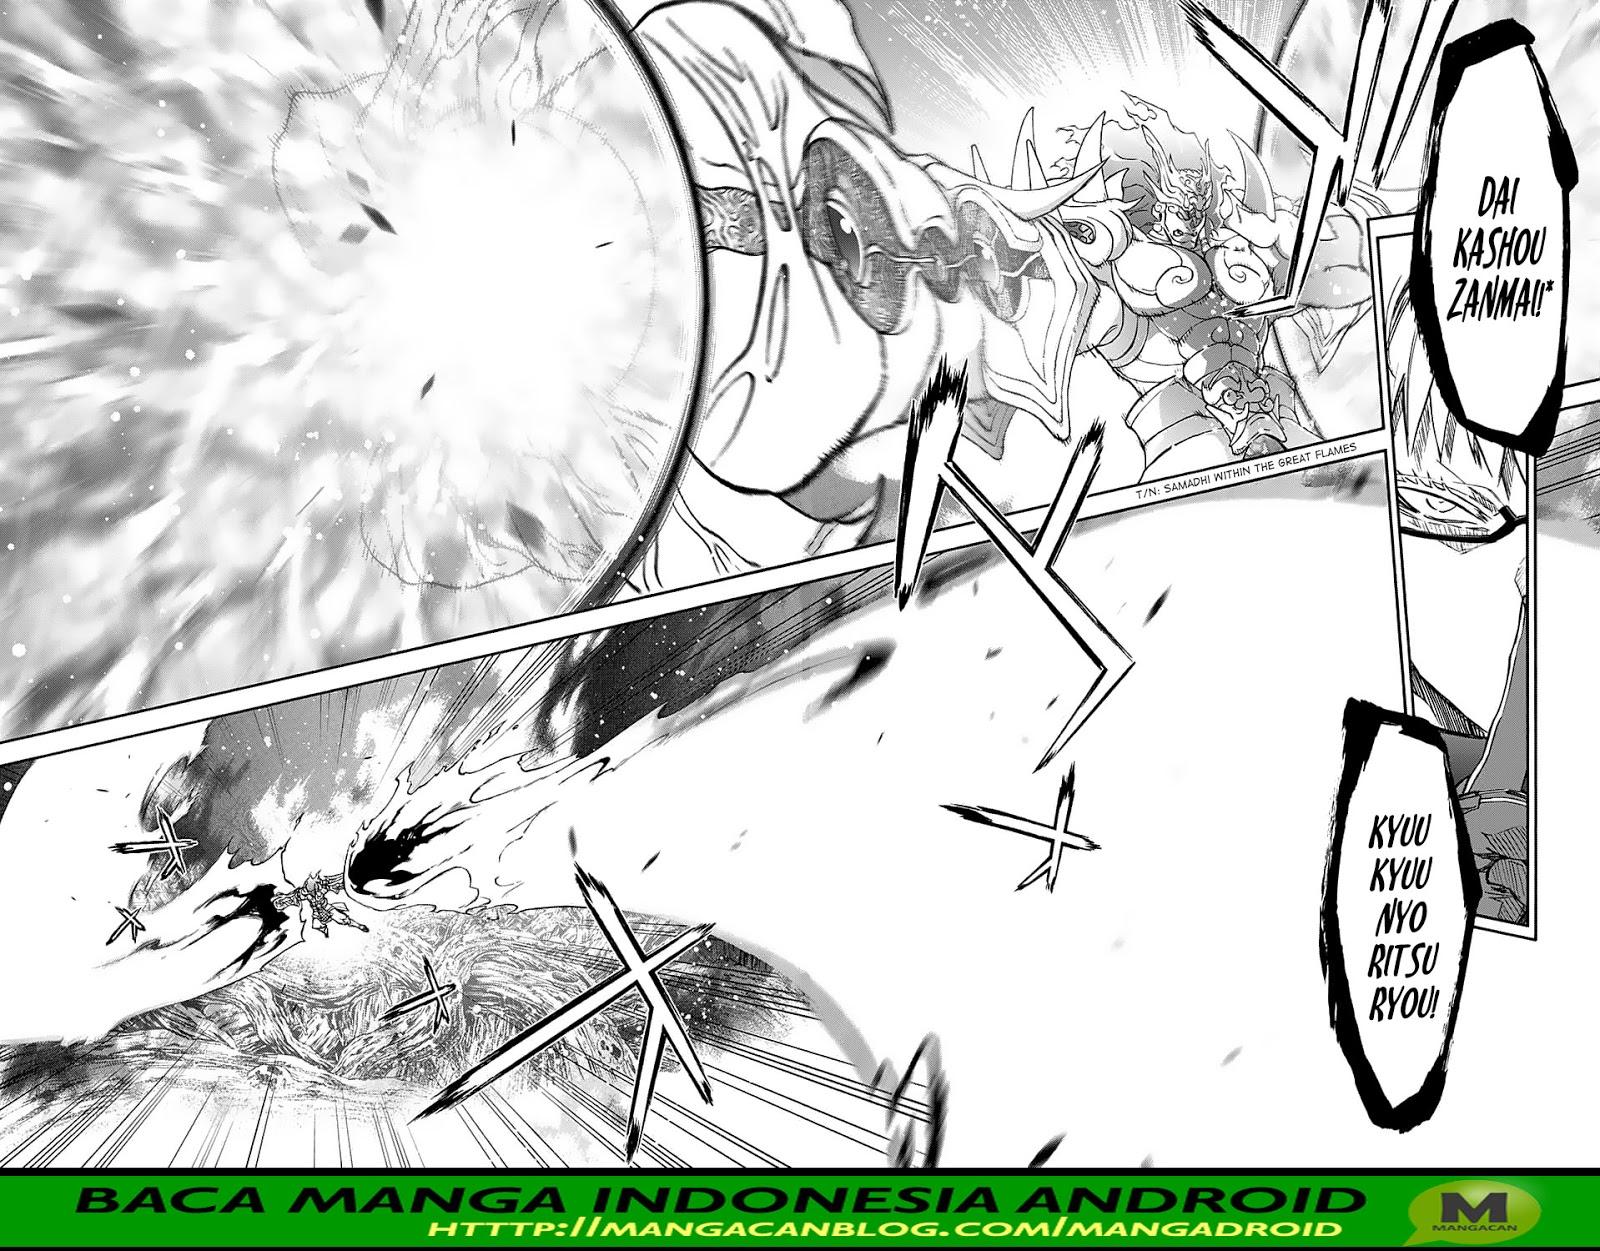 DAI
KASHOU
ZANMAI!*
T/N: SAMADHI WITHIN THE GREAT FLAMES
KYUU
KYUU
NYO
RITSU
RYOU!
BACA MANGA INDONESIA ANDROID
HTTTP://MANGACANBLOG.COM/MANGADROID
M
MANGACAN